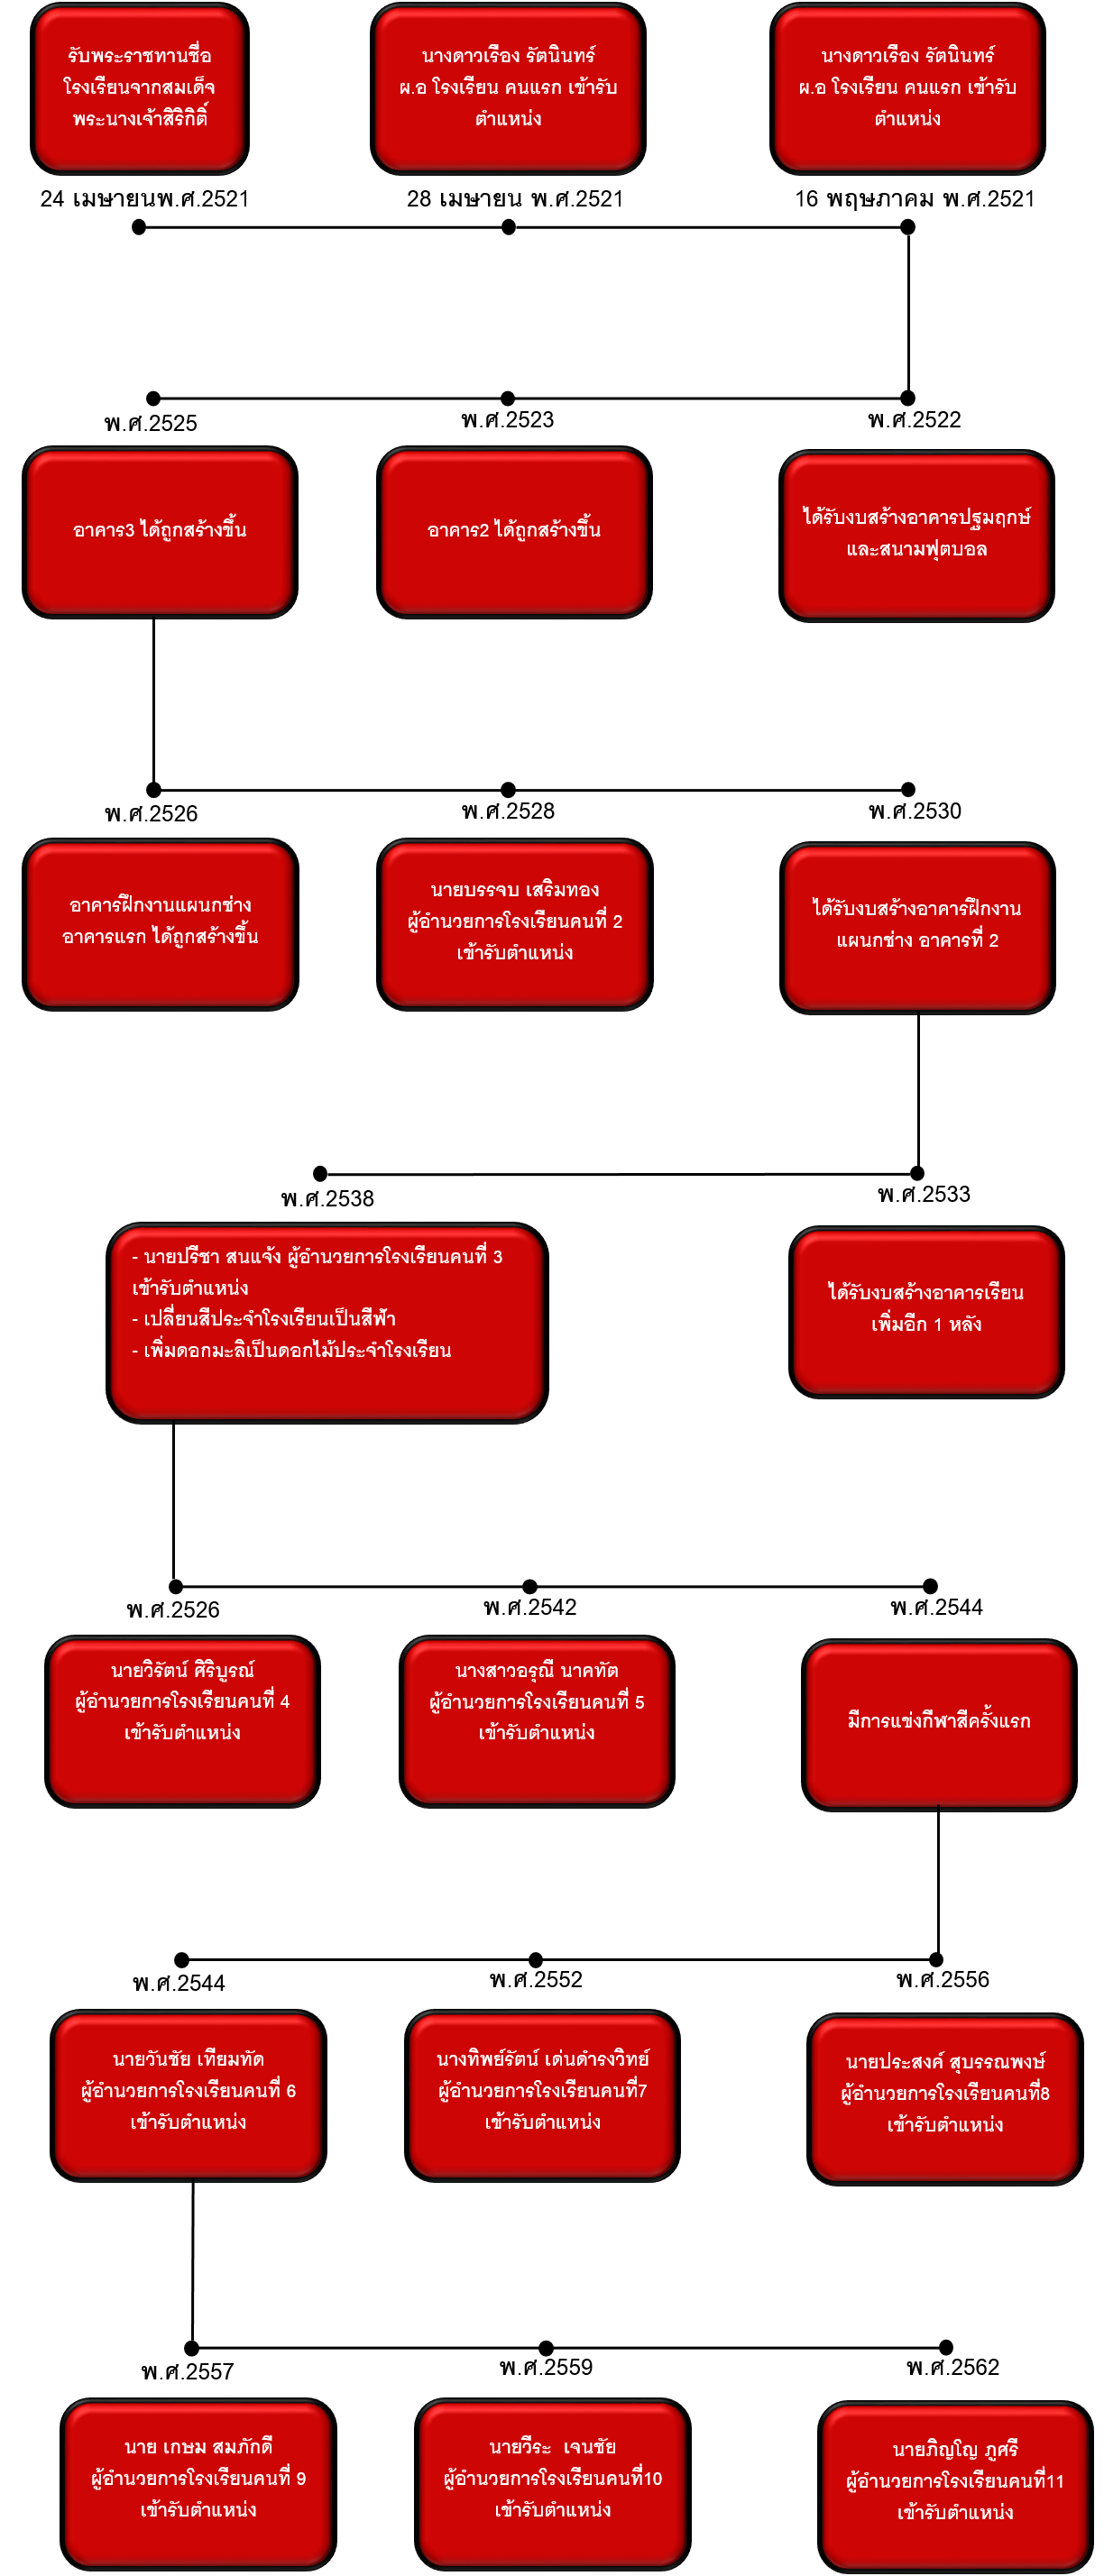 รับพระราชทานชื่อ
โรงเรียนจากสมเด็จ
พระนางเจ้าสิริกิติ์
24 เมษายนพ.ศ.2521
นางดาวเรือง รัตนินทร์
ผ.อ โรงเรียน คนแรก เข้ารับ
ตำแหน่ง
28 เมษายน พ.ศ.2521
นางดาวเรือง รัตนินทร์
ผ.อ โรงเรียน คนแรก เข้ารับ
ตำแหน่ง
16 พฤษภาคม พ.ศ.2521
พ.ศ.2525
อาคาร3 ได้ถูกสร้างขึ้น
พ.ศ.2523
อาคาร2 ได้ถูกสร้างขึ้น
พ.ศ.2522
ได้รับงบสร้างอาคารปฐมฤกษ์
และสนามฟุตบอล
พ.ศ.2526
อาคารฝึกงานแผนกช่าง
อาคารแรก ได้ถูกสร้างขึ้น
พ.ศ.2528
นายบรรจบ เสริมทอง
ผู้อำนวยการโรงเรียนคนที่ 2
เข้ารับตำแหน่ง
พ.ศ.2530
ได้รับงบสร้างอาคารฝึกงาน
แผนกช่าง อาคารที่ 2
พ.ศ.2538
- นายปรีชา สนแจ้ง ผู้อำนวยการโรงเรียนคนที่ 3
เข้ารับตำแหน่ง
- เปลี่ยนสีประจำโรงเรียนเป็นสีฟ้า
- เพิ่มดอกมะลิเป็นดอกไม้ประจำโรงเรียน
พ.ศ.2533
ได้รับงบสร้างอาคารเรียน
เพิ่มอีก 1 หลัง
พ.ศ.2526
นายวิรัตน์ ศิริบูรณ์
ผู้อำนวยการโรงเรียนคนที่ 4
เข้ารับตำแหน่ง
พ.ศ.2542
นางสาวอรุณี นาคทัต
ผู้อำนวยการโรงเรียนคนที่ 5
เข้ารับตำแหน่ง
พ.ศ.2544
มีการแข่งกีฬาสีครั้งแรก
พ.ศ.2544
นายวันชัย เทียมทัด
ผู้อำนวยการโรงเรียนคนที่ 6
เข้ารับตำแหน่ง
พ.ศ.2552
นางทิพย์รัตน์ เด่นดำรงวิทย์
ผู้อำนวยการโรงเรียนคนที่7
เข้ารับตำแหน่ง
พ.ศ.2556
นายประสงค์ สุบรรณพงษ์
ผู้อำนวยการโรงเรียนคนที่8
เข้ารับตำแหน่ง
พ.ศ.2557
นาย เกษม สมภักดี
ผู้อำนวยการโรงเรียนคนที่ 9
เข้ารับตำแหน่ง
พ.ศ.2559
นายวีระ  เจนชัย
ผู้อำนวยการโรงเรียนคนที่10
เข้ารับตำแหน่ง
พ.ศ.2562
นายภิญโญ ภูศรี
ผู้อำนวยการโรงเรียนคนที่11
เข้ารับตำแหน่ง